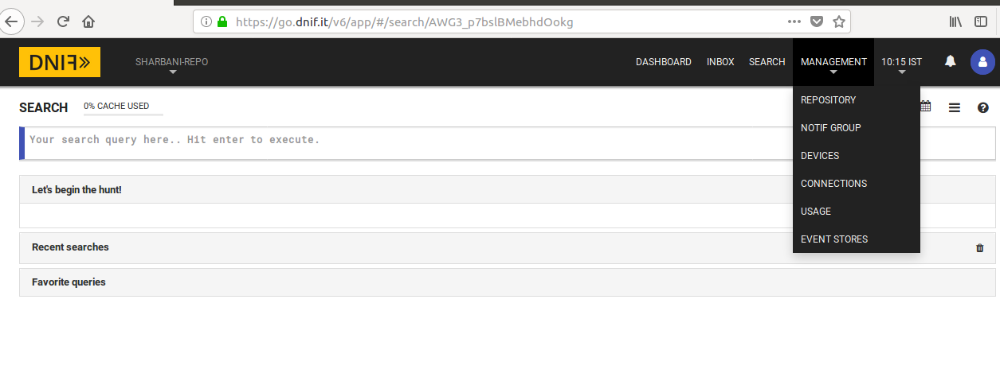 https://go.dnif.it/v6/app/#/search/AWG3_p7bslBMebhdOokg
DNIF SHARBANI-REPO DASHBOARD INBOX SEARCH MANAGEMENT 10:15 IST
SEARCH 0% CACHE USED
Your search query here.. Hit enter to execute.
Let's begin the hunt!
Recent searches
Favorite queries
REPOSITORY
NOTIF GROUP
DEVICES
CONNECTIONS
USAGE
EVENT STORES